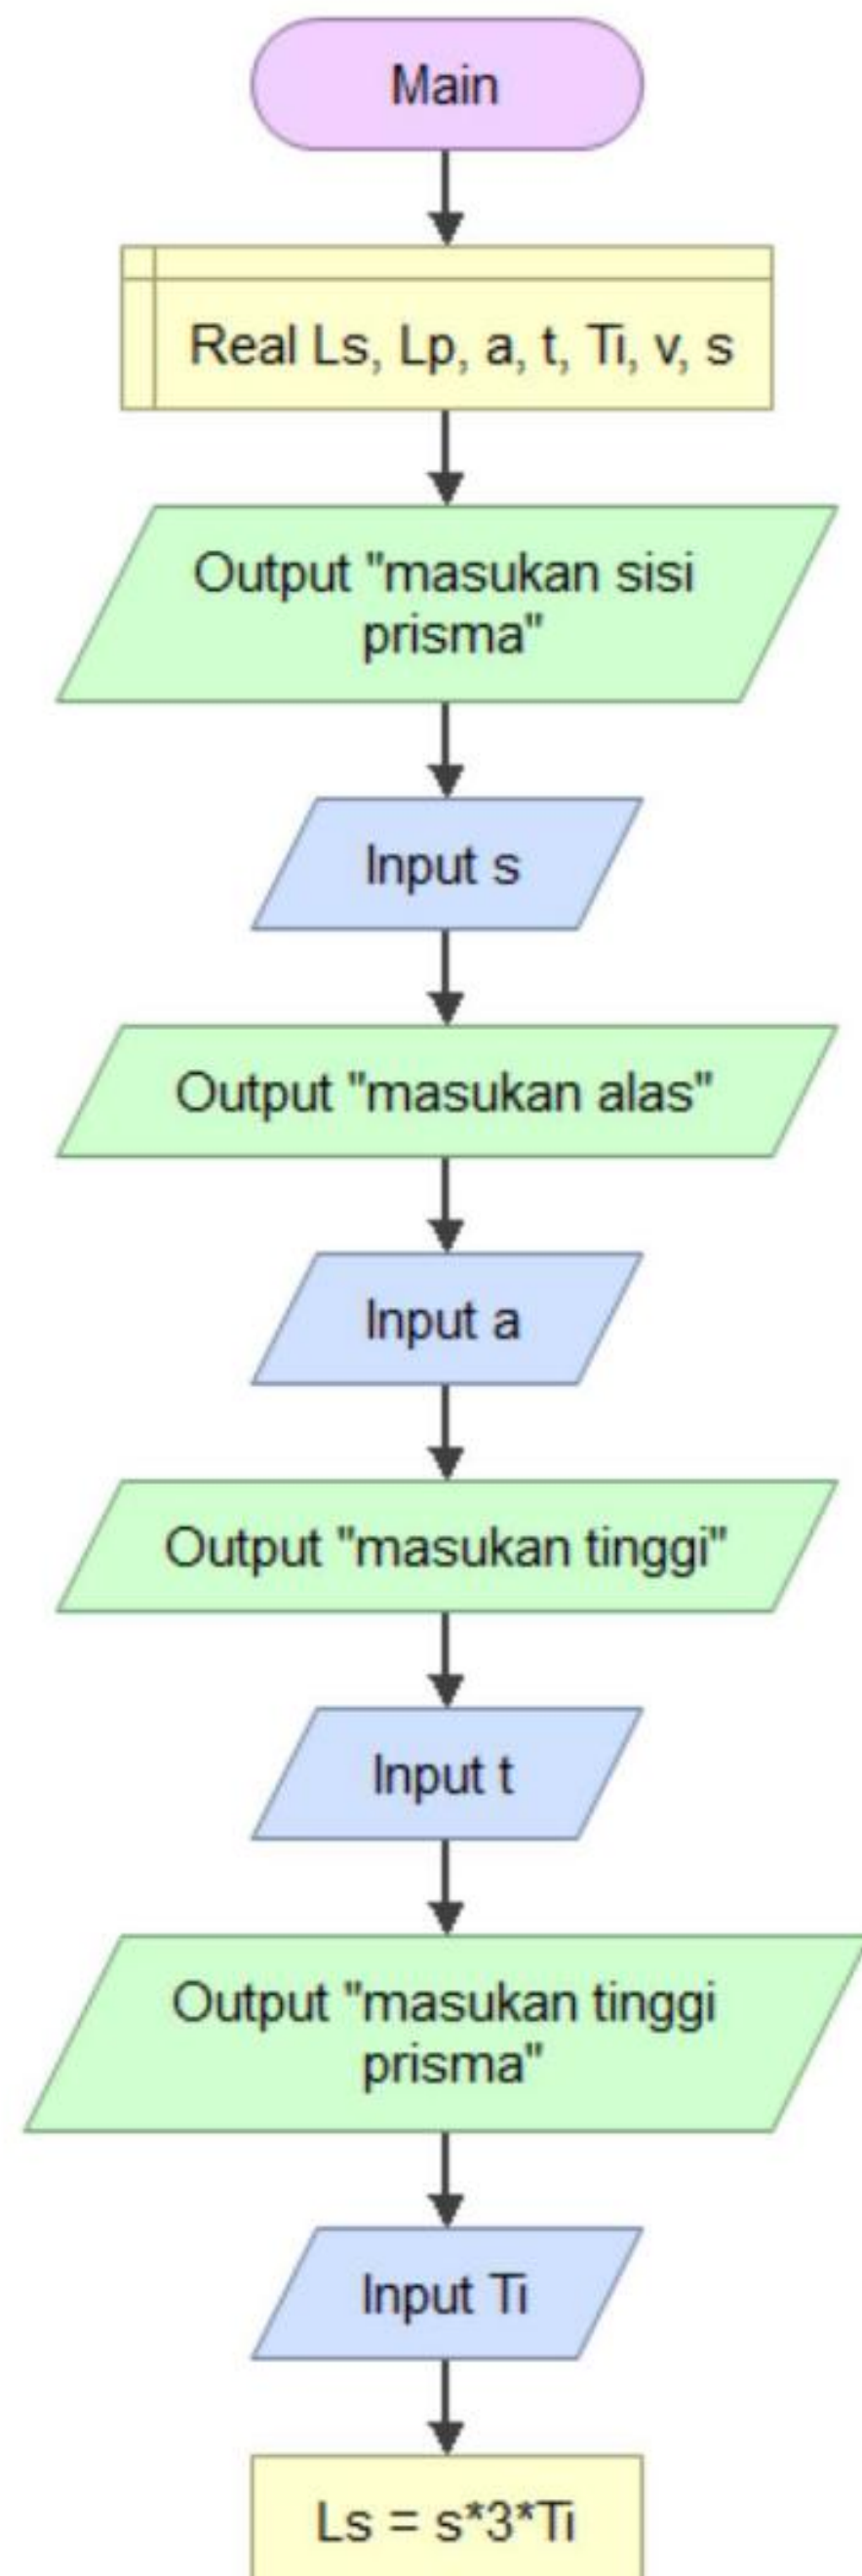 Main
Real Ls, Lp, a, t, Ti, v, s
Output "masukan sisi
prisma"
Input s
Output "masukan alas"
Input a
Output "masukan tinggi"
Input t
Output "masukan tinggi
prisma"
Input Ti
Ls = s*3*Ti